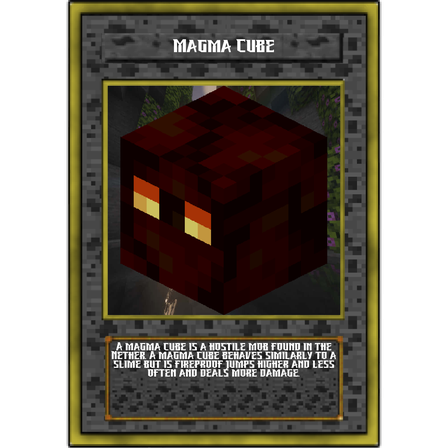 Magma Cube
A MAGMA CUBE IS A HOSTILE MOB FOUND IN THE
NETHER. A MAGMA CUBE BEHAVES SIMILARLY TO A
SLIME BUT IS FIREPROOF JUMPS HIGHER AND LESS
OFTEN AND DEALS MORE DAMAGE